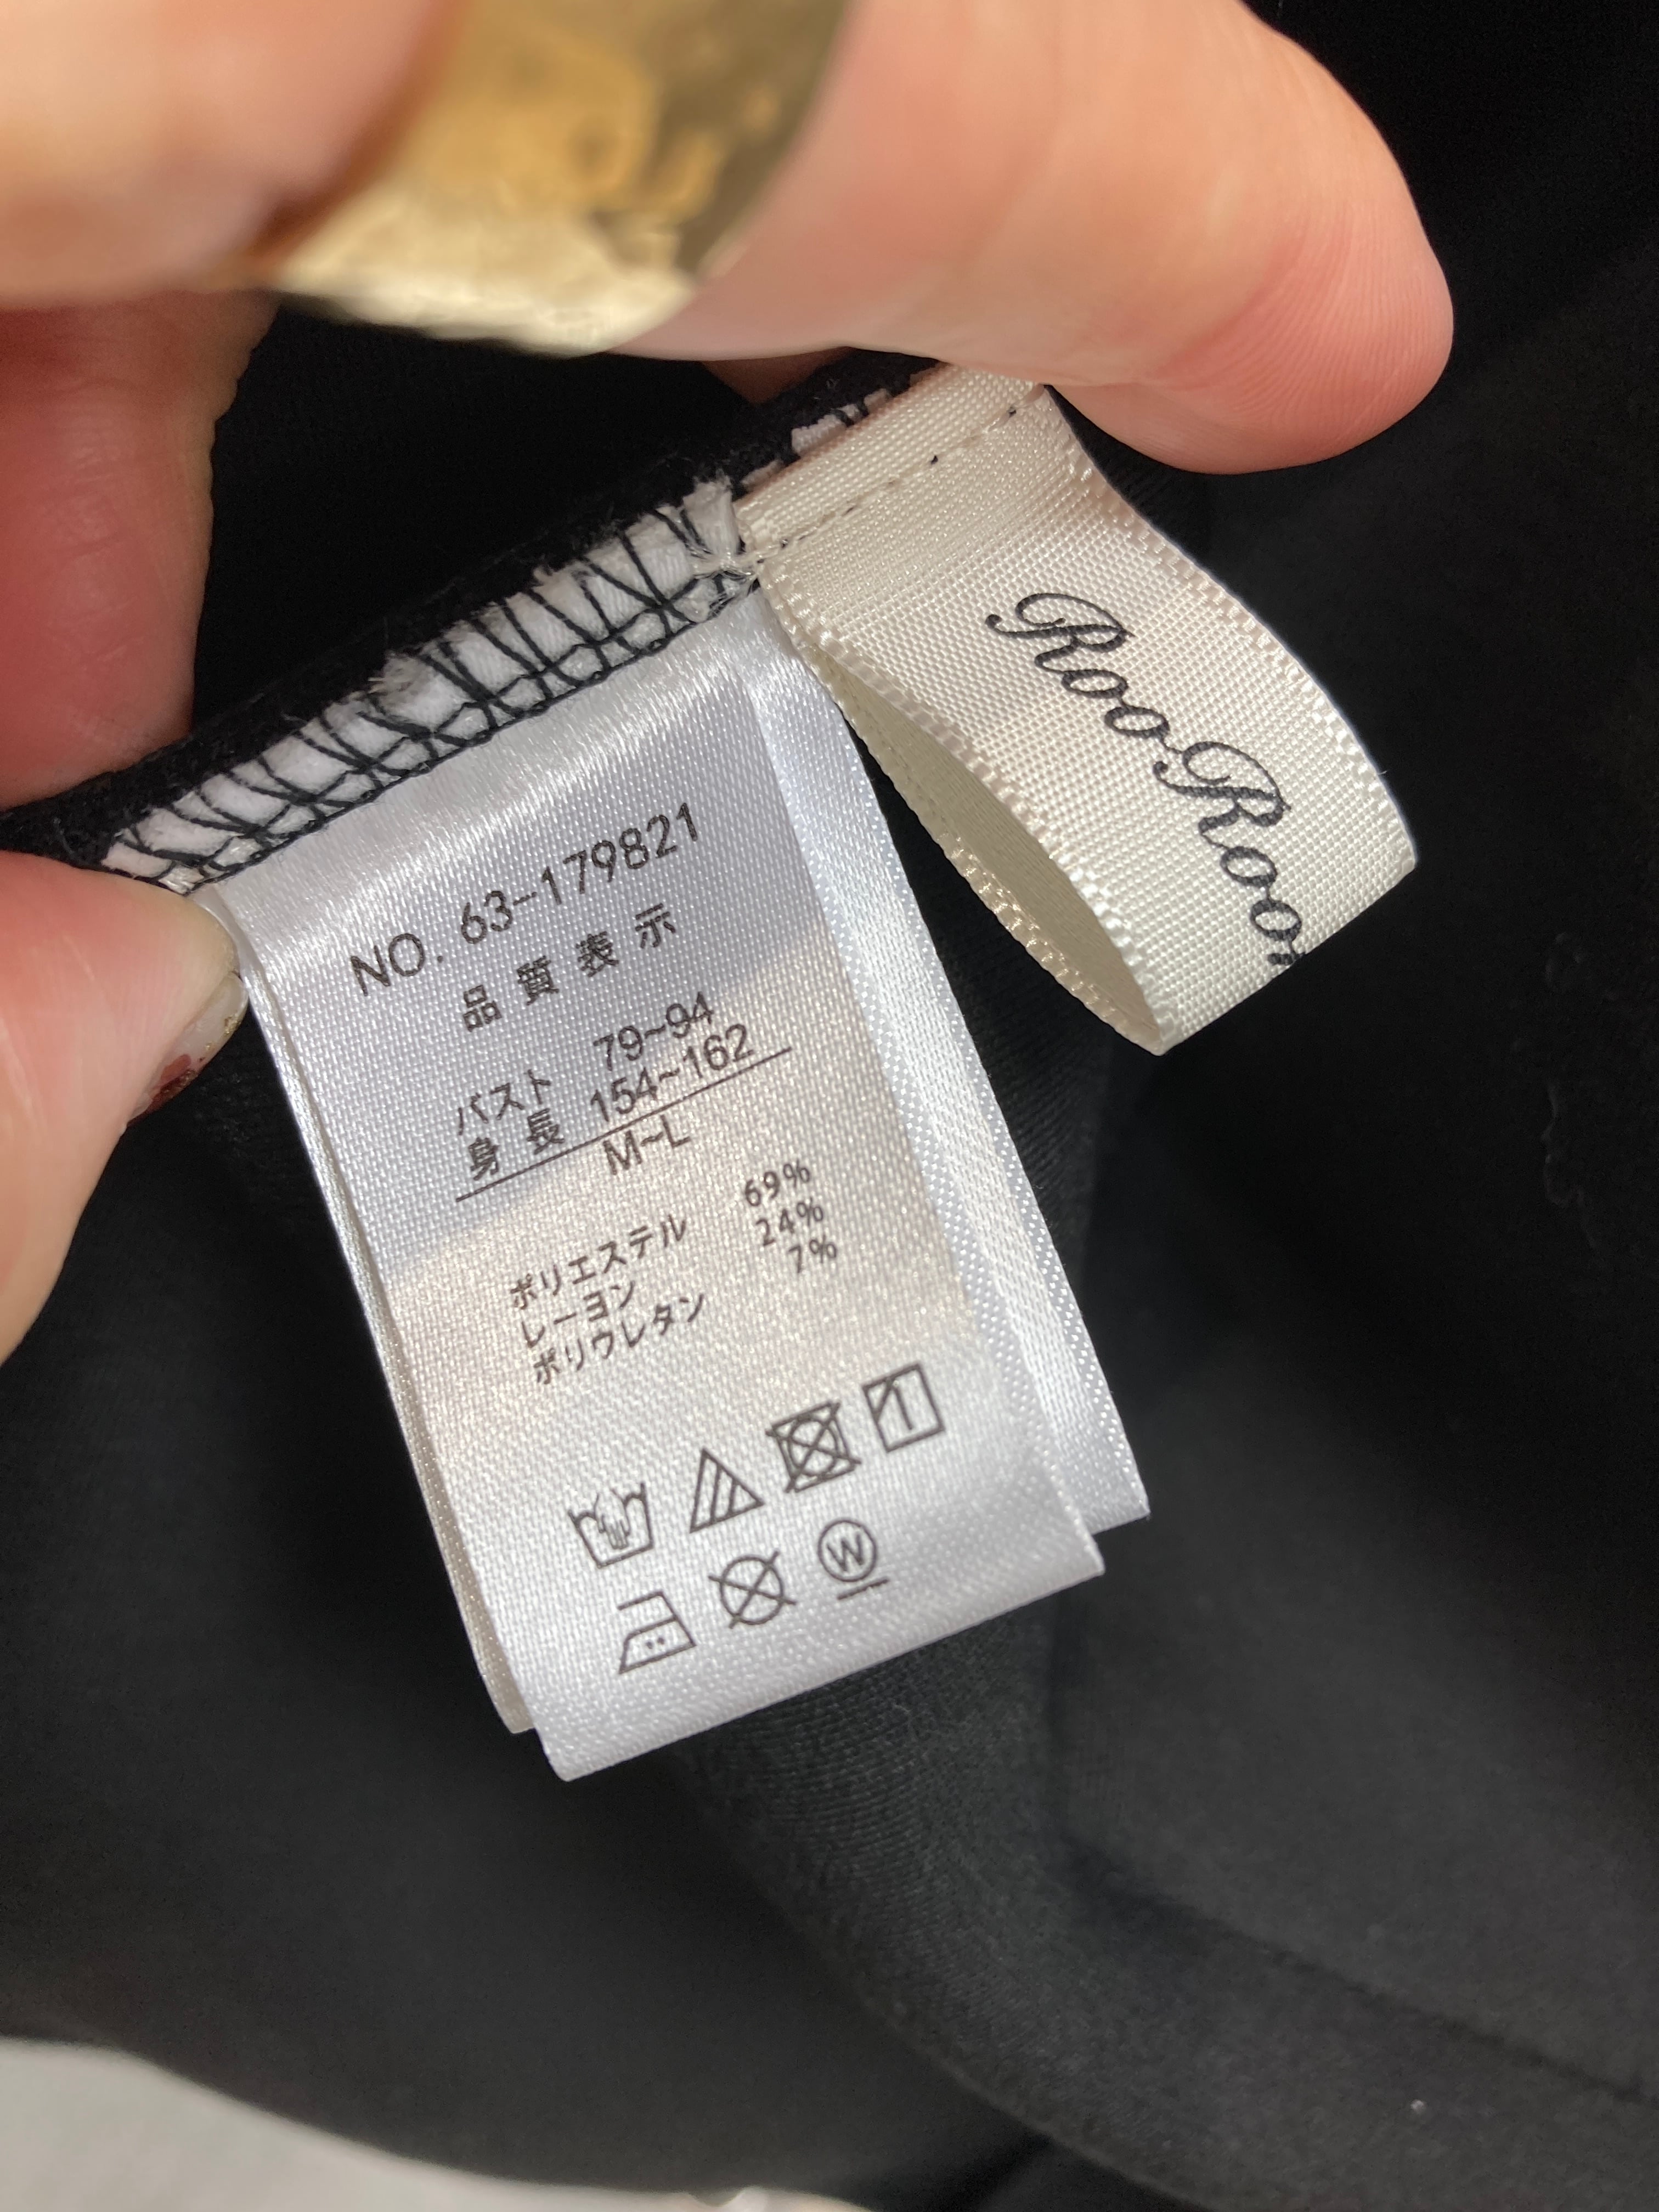 RooRoo
NO. 63-179821
品質表示
バスト 79~94
身長 154~162
M~L
ポリエステル 69%
レーヨン 24%
ポリウレタン 7%
W